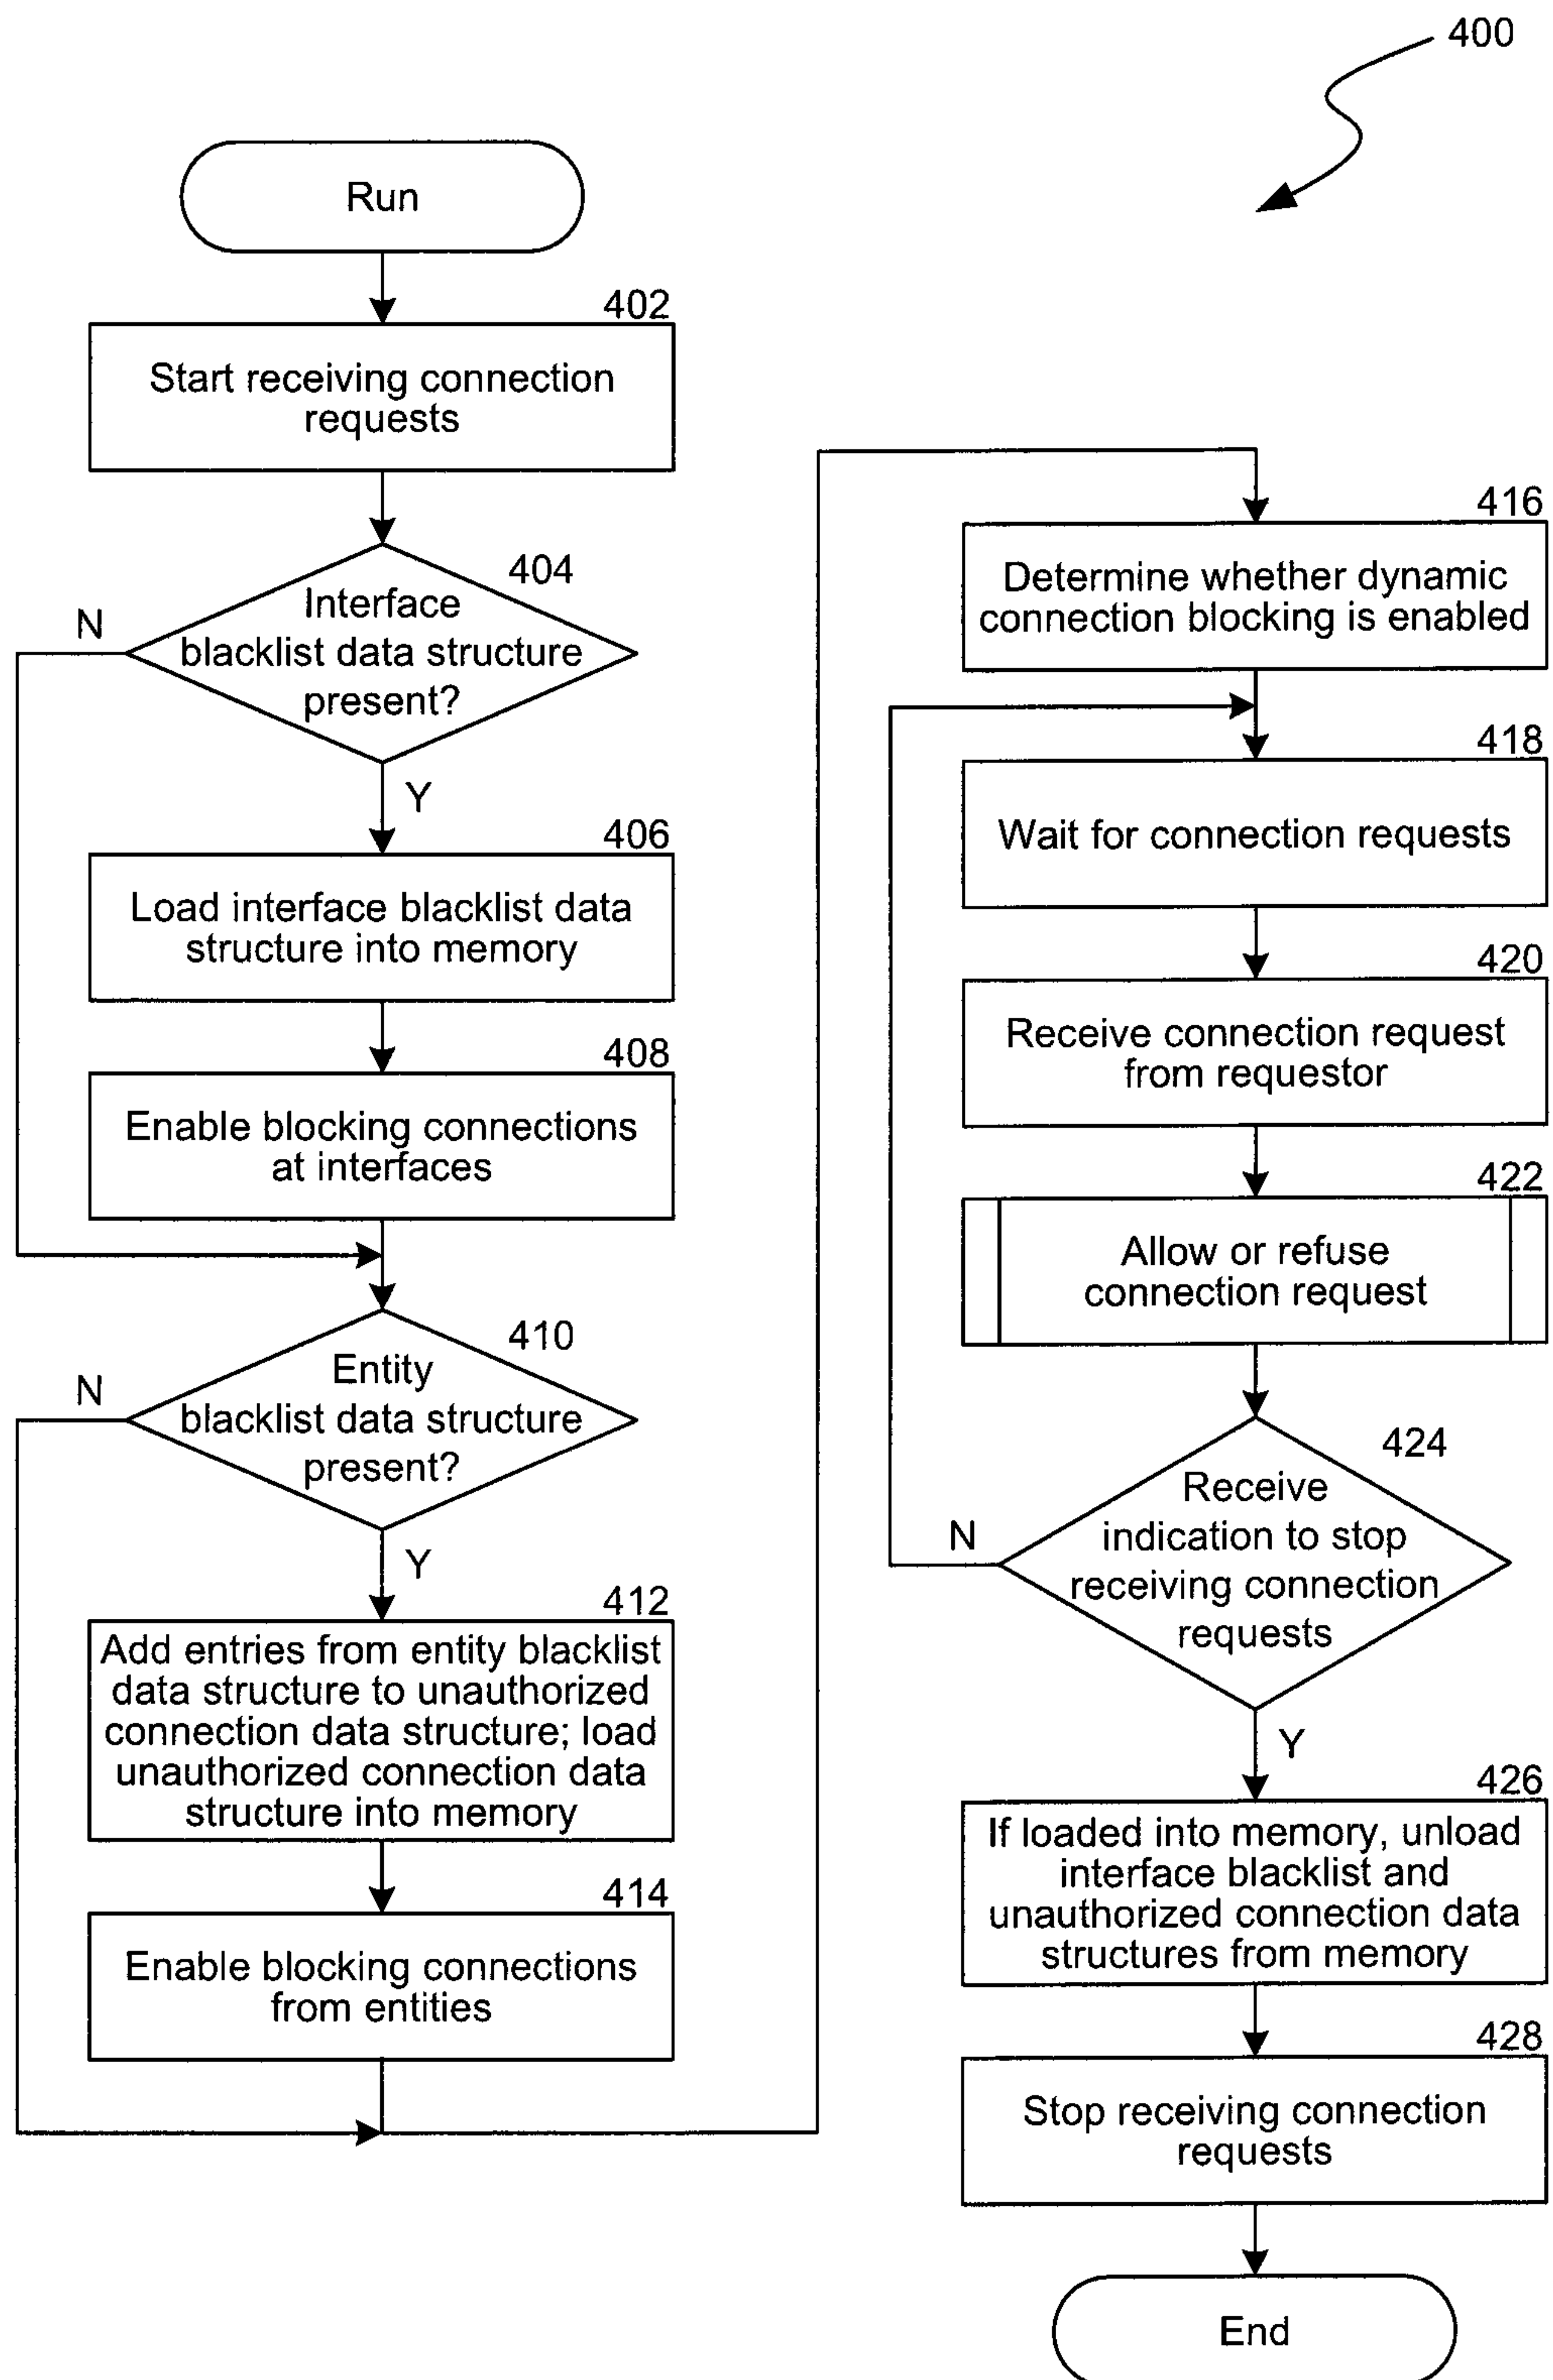 400
Run
402
Start receiving connection
requests
404
Interface
blacklist data structure
present?
N
Y
406
Load interface blacklist data
structure into memory
408
Enable blocking connections
at interfaces
410
Entity
blacklist data structure
present?
N
Y
412
Add entries from entity blacklist
data structure to unauthorized
connection data structure; load
unauthorized connection data
structure into memory
414
Enable blocking connections
from entities
416
Determine whether dynamic
connection blocking is enabled
418
Wait for connection requests
420
Receive connection request
from requestor
422
Allow or refuse
connection request
424
Receive
indication to stop
receiving connection
requests
N
Y
426
If loaded into memory, unload
interface blacklist and
unauthorized connection data
structures from memory
428
Stop receiving connection
requests
End